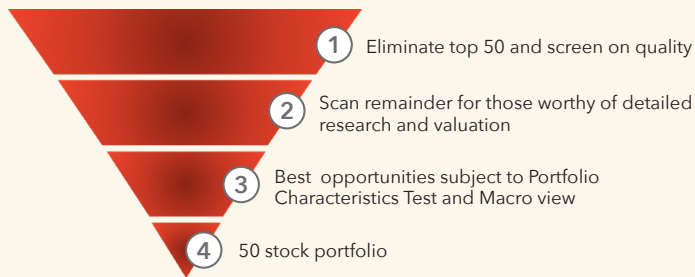 1 Eliminate top 50 and screen on quality
2 Scan remainder for those worthy of detailed
research and valuation
3 Best opportunities subject to Portfolio
Characteristics Test and Macro view
4 50 stock portfolio